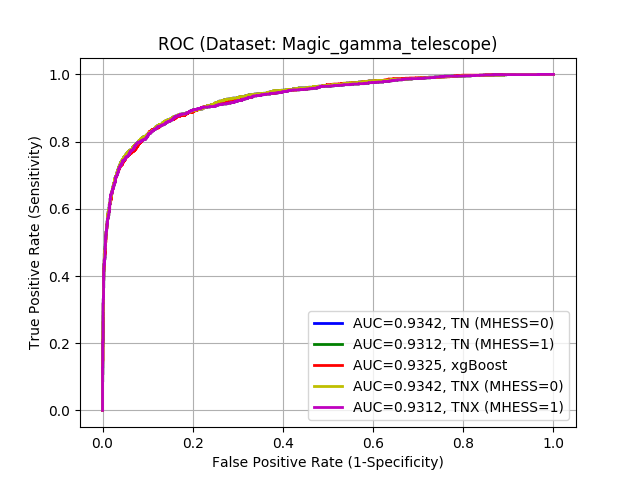 ROC (Dataset: Magic_gamma_telescope)
True Positive Rate (Sensitivity)
1.0
0.8
0.6
0.4
0.2
0.0
AUC=0.9342, TN (MHESS=0)
AUC=0.9312, TN (MHESS=1)
AUC=0.9325, xgBoost
AUC=0.9342, TNX (MHESS=0)
AUC=0.9312, TNX (MHESS=1)
0.0 0.2 0.4 0.6 0.8 1.0
False Positive Rate (1-Specificity)